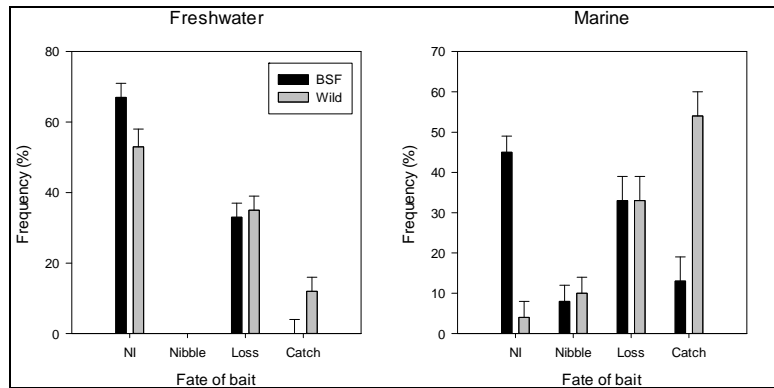 Freshwater
80
60
40
20
0
Frequency (%)
BSF
Wild
NI Nibble Loss Catch
Fate of bait
Marine
70
60
50
40
30
20
10
0
Frequency (%)
NI Nibble Loss Catch
Fate of bait